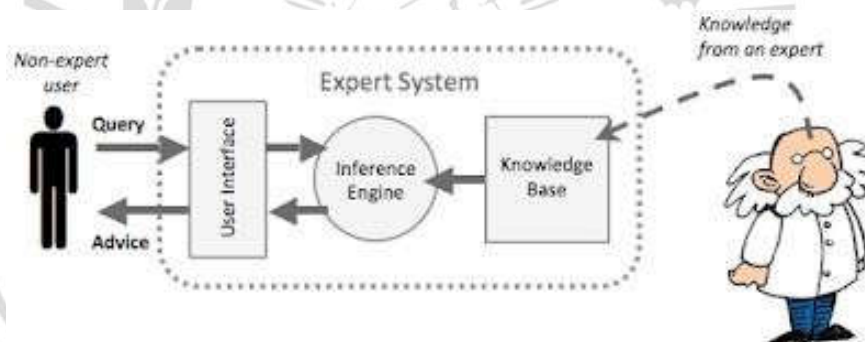 Knowledge
from an expert
Non-expert
user
Expert System
Query
User Interface
Inference
Engine
Knowledge
Base
Advice